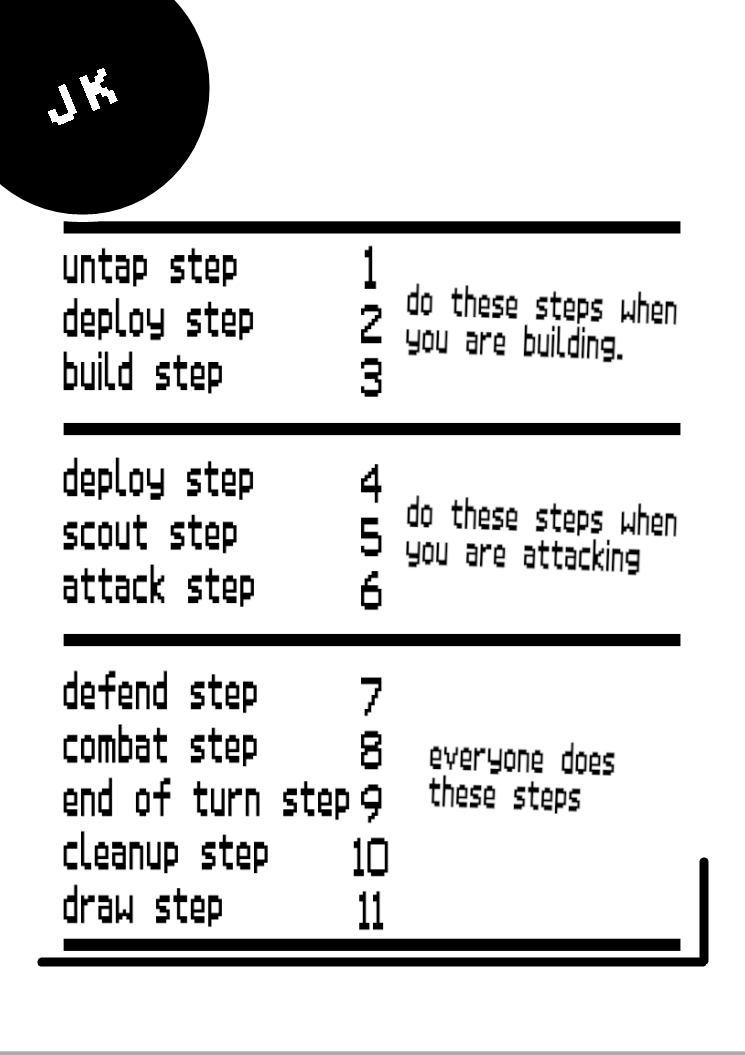 JK
untap step 1
deploy step 2
build step 3
do these steps when
you are building.
deploy step 4
scout step 5
attack step 6
do these steps when
you are attacking
defend step 7
combat step 8
end of turn step 9
cleanup step 10
draw step 11
everyone does
these steps